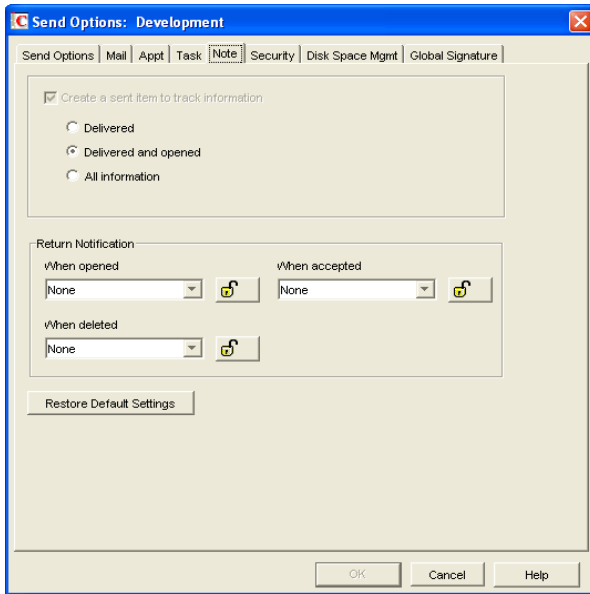 Send Options: Development
Send Options Mail Appt Task Note Security Disk Space Mgmt Global Signature
Create a sent item to track information
Delivered
Delivered and opened
All information
Return Notification
When opened When accepted
None None
When deleted
None
Restore Default Settings
OK Cancel Help